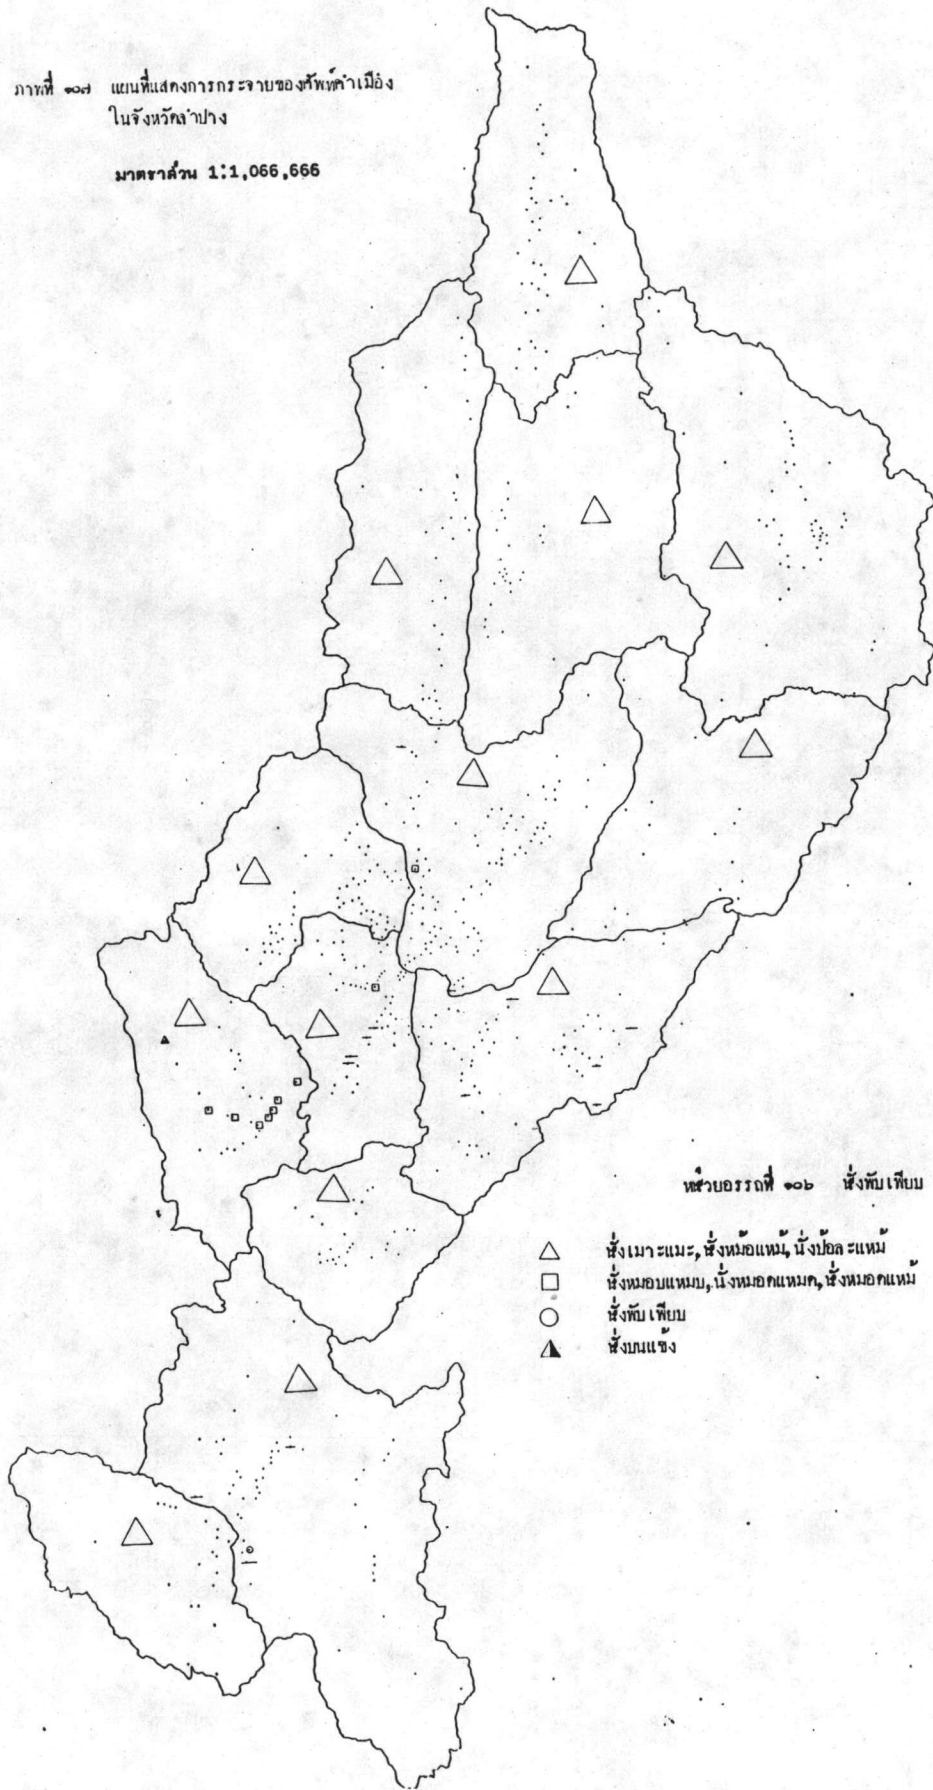 ภาพที่ ๑๐๗ แผนที่แสดงการกระจายของศัพท์คำเมือง
ในจังหวัดลำปาง
มาตราส่วน 1:1,066,666
หน่วยอรรถที่ ๑๐๖ นั่งพับเพียบ
นั่งเมาะแมะ, นั่งหม้อแหม้, นั่งป้อละแหม้
นั่งหมอบแหมบ, นั่งหมอดแหมด, นั่งหมอดแหม้
นั่งพับเพียบ
นั่งบนแข้ง